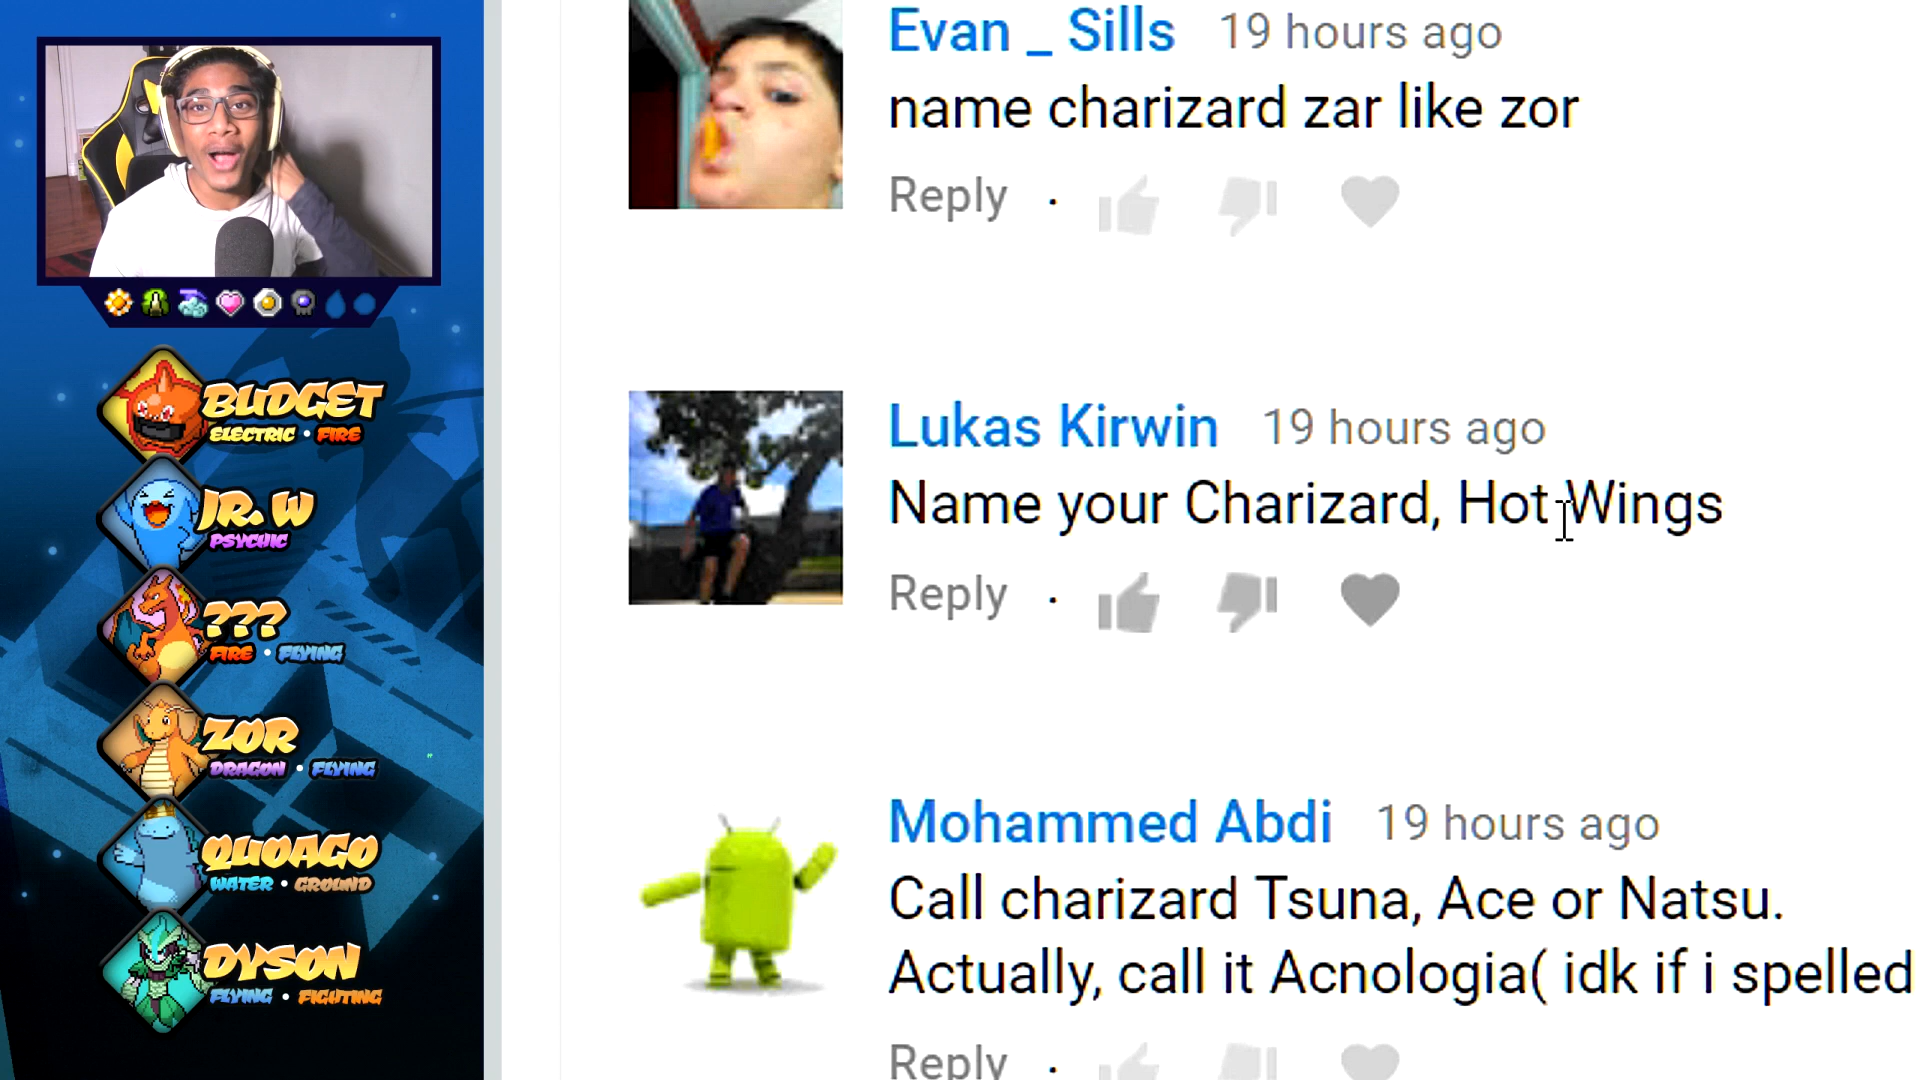 BUDGET
ELECTRIC • FIRE
JR. W
PSYCHIC
???
FIRE • FLYING
ZOR
DRAGON • FLYING
QUOAGO
WATER • GROUND
DYSON
FLYING • FIGHTING
Evan _ Sills 19 hours ago
name charizard zar like zor
Reply
Lukas Kirwin 19 hours ago
Name your Charizard, Hot Wings
Reply
Mohammed Abdi 19 hours ago
Call charizard Tsuna, Ace or Natsu.
Actually, call it Acnologia( idk if i spelled
Reply